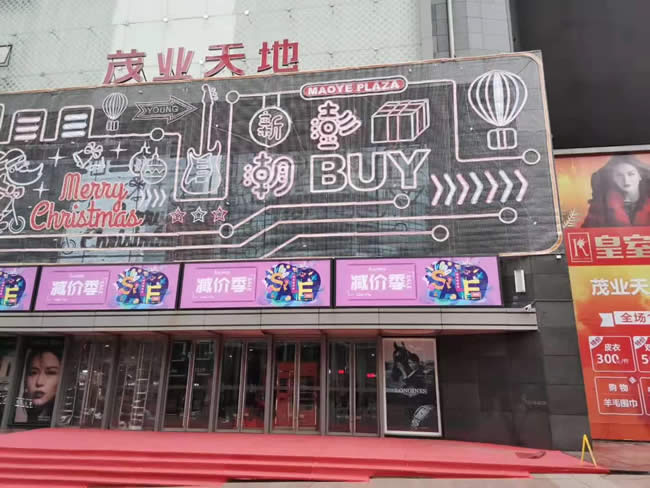 茂业天地
MAOYE PLAZA
YOUNG
新
澎
潮
BUY
Merry
Christmas
减价季
减价季
减价季
LONGINES
皇室
茂业天
全场
皮衣
300
购物
羊毛围巾